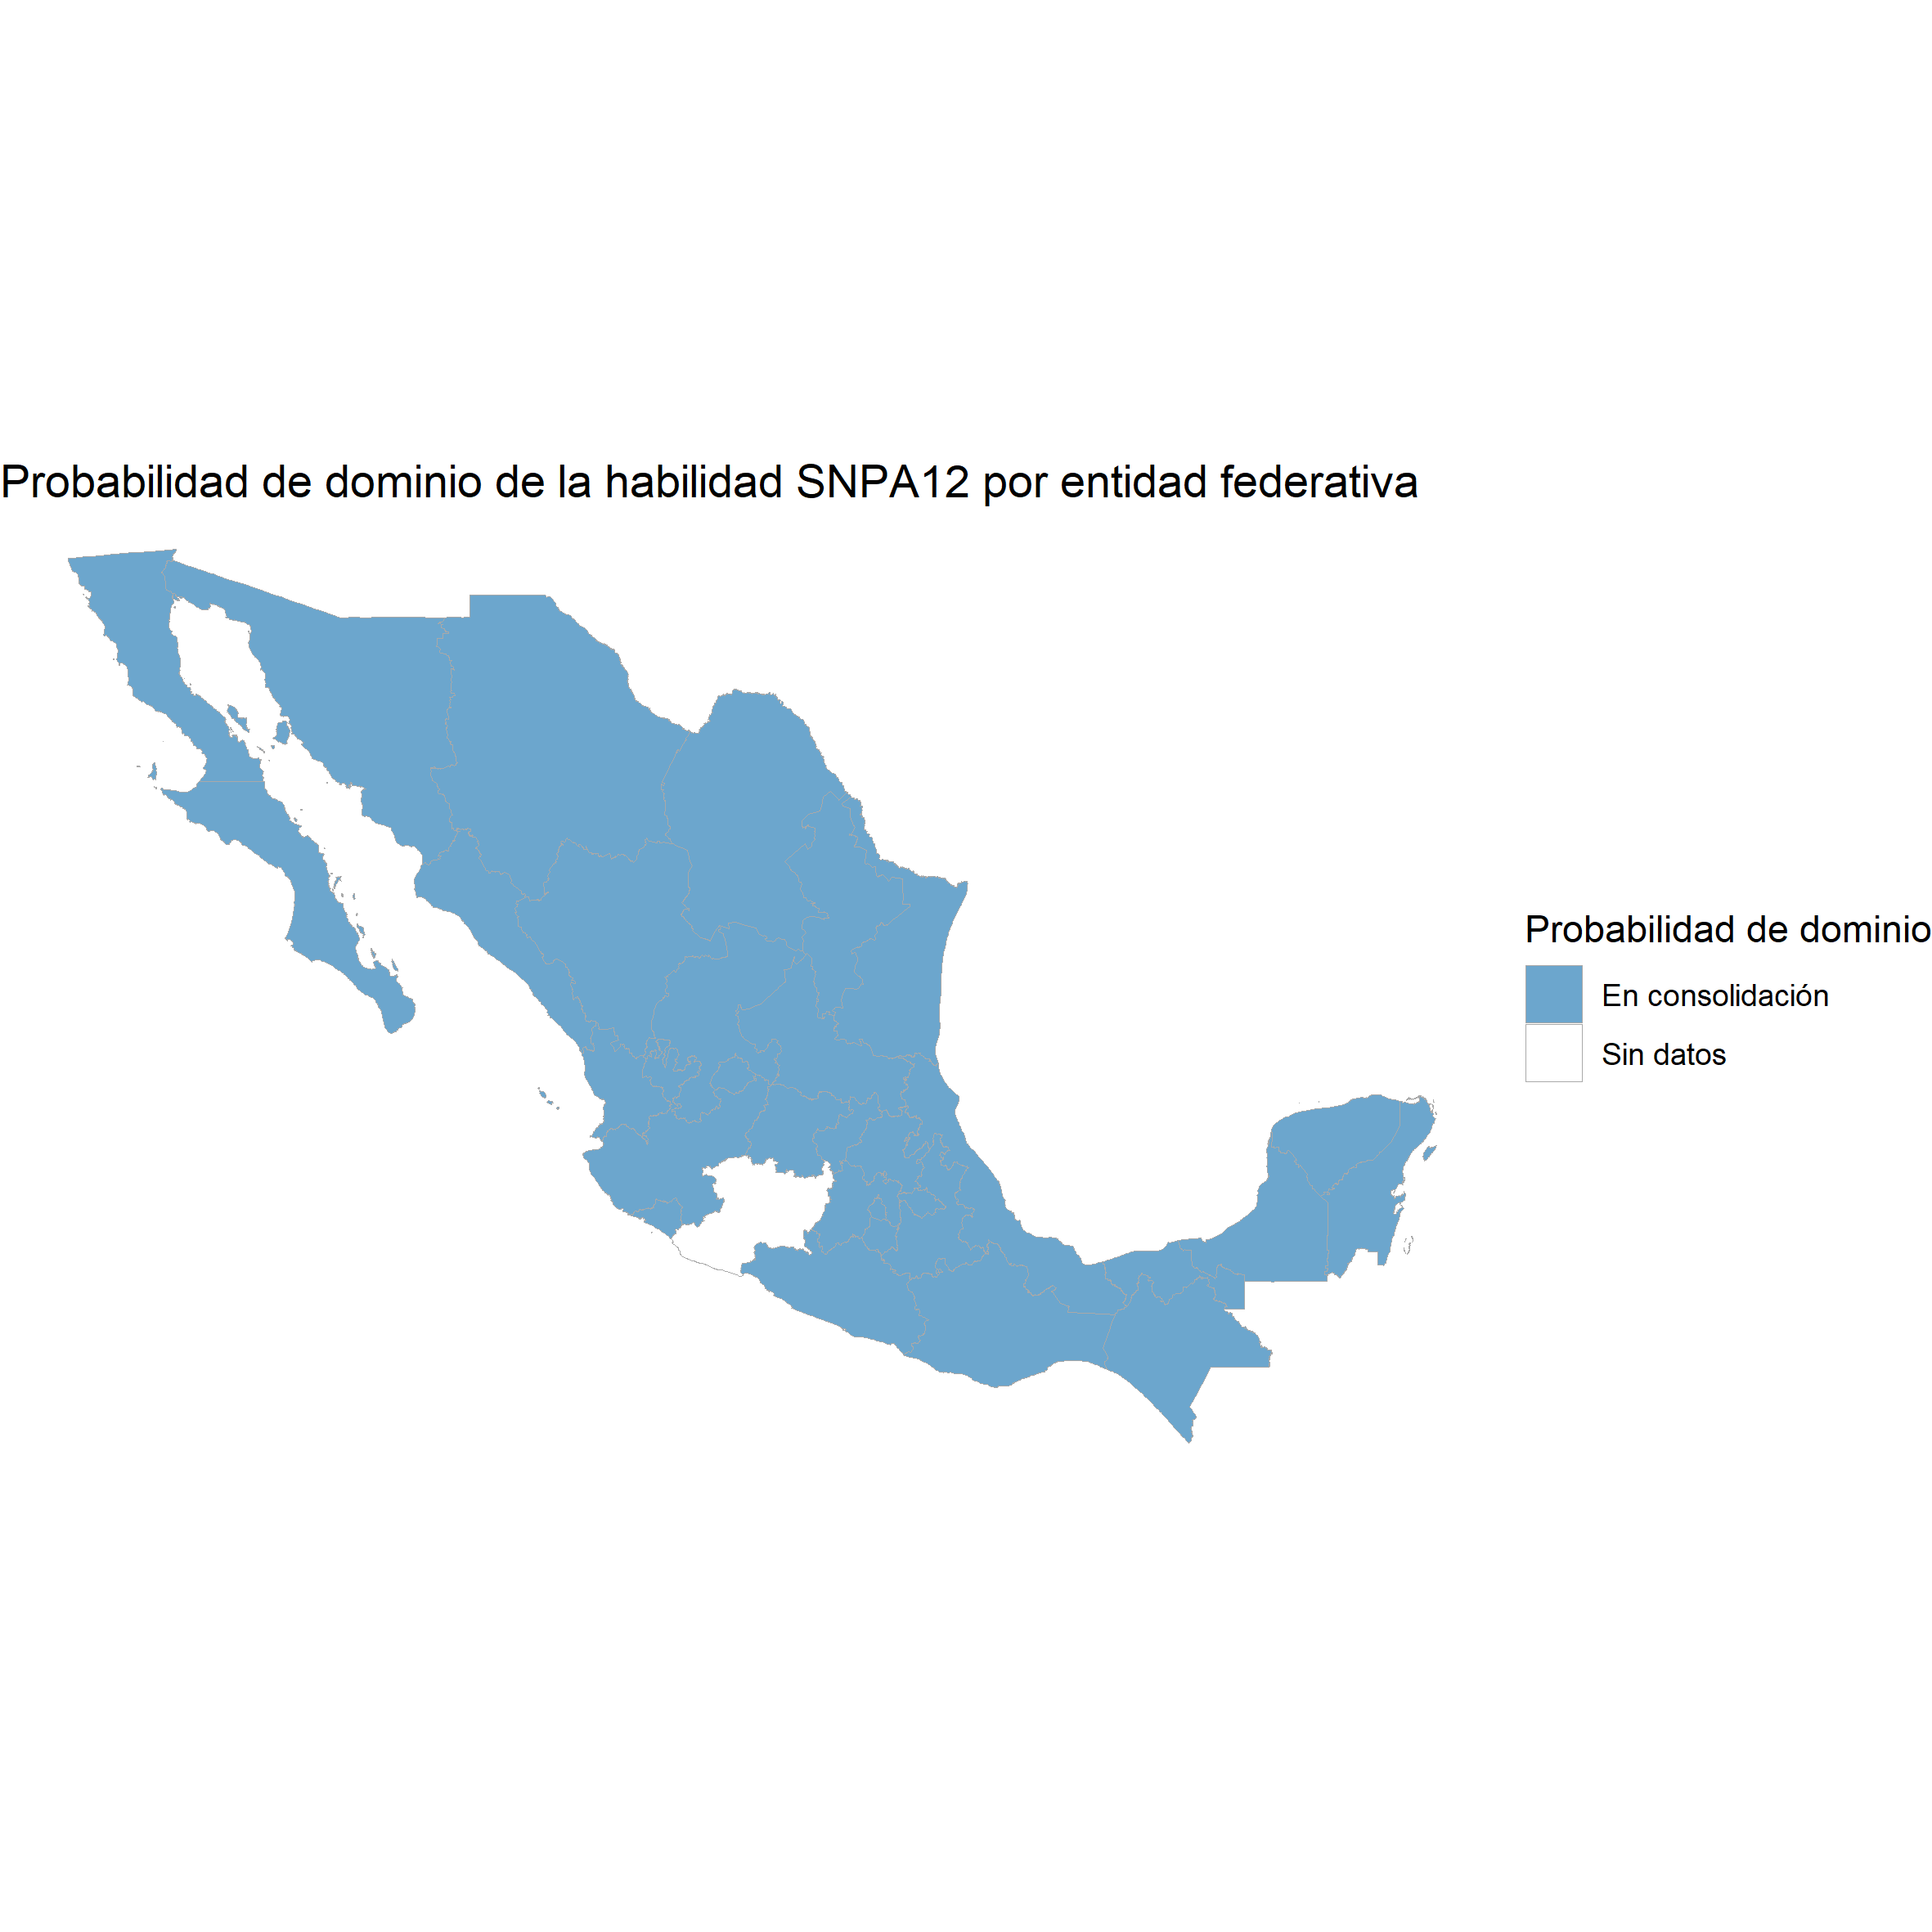 Probabilidad de dominio de la habilidad SNPA12 por entidad federativa
Probabilidad de dominio
En consolidación
Sin datos